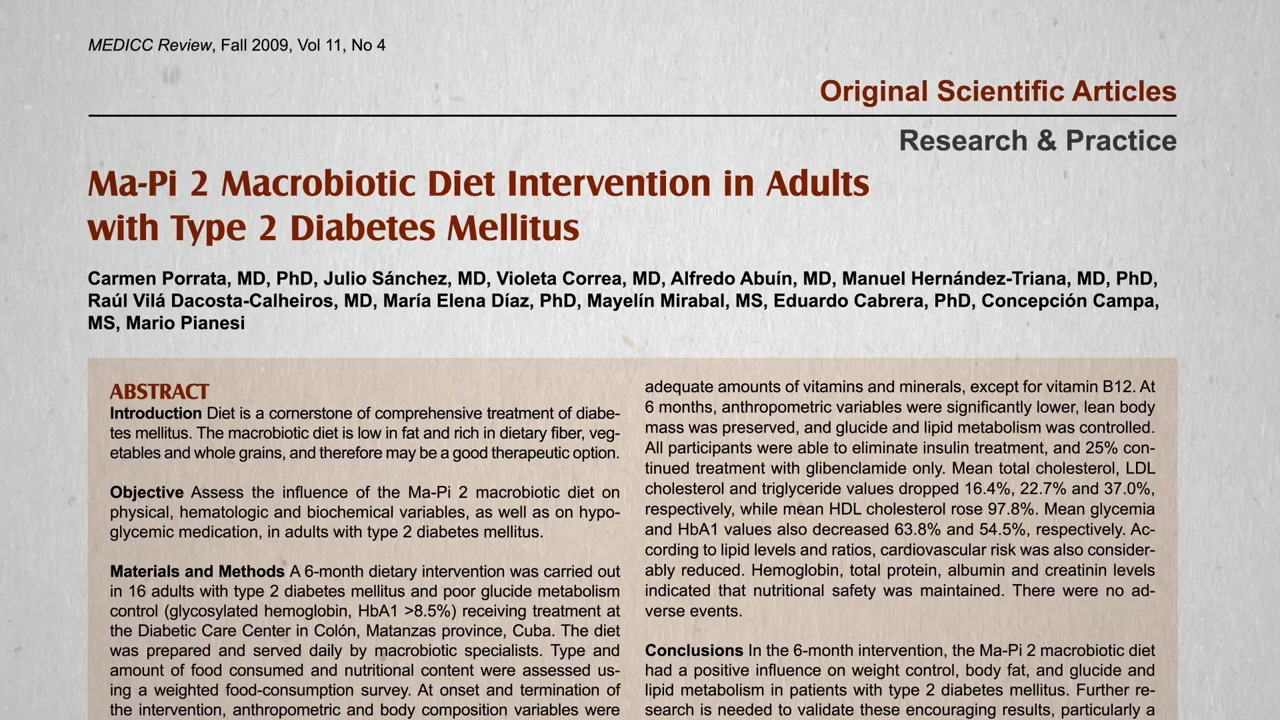 MEDICC Review, Fall 2009, Vol 11, No 4
Original Scientific Articles
Research & Practice
Ma-Pi 2 Macrobiotic Diet Intervention in Adults
with Type 2 Diabetes Mellitus
Carmen Porrata, MD, PhD, Julio Sánchez, MD, Violeta Correa, MD, Alfredo Abuín, MD, Manuel Hernández-Triana, MD, PhD,
Raúl Vilá Dacosta-Calheiros, MD, María Elena Díaz, PhD, Mayelín Mirabal, MS, Eduardo Cabrera, PhD, Concepción Campa,
MS, Mario Pianesi
ABSTRACT
Introduction Diet is a cornerstone of comprehensive treatment of diabe-
tes mellitus. The macrobiotic diet is low in fat and rich in dietary fiber, veg-
etables and whole grains, and therefore may be a good therapeutic option.
Objective Assess the influence of the Ma-Pi 2 macrobiotic diet on
physical, hematologic and biochemical variables, as well as on hypo-
glycemic medication, in adults with type 2 diabetes mellitus.
Materials and Methods A 6-month dietary intervention was carried out
in 16 adults with type 2 diabetes mellitus and poor glucide metabolism
control (glycosylated hemoglobin, HbA1 >8.5%) receiving treatment at
the Diabetic Care Center in Colón, Matanzas province, Cuba. The diet
was prepared and served daily by macrobiotic specialists. Type and
amount of food consumed and nutritional content were assessed us-
ing a weighted food-consumption survey. At onset and termination of
the intervention, anthropometric and body composition variables were
adequate amounts of vitamins and minerals, except for vitamin B12. At
6 months, anthropometric variables were significantly lower, lean body
mass was preserved, and glucide and lipid metabolism was controlled.
All participants were able to eliminate insulin treatment, and 25% con-
tinued treatment with glibenclamide only. Mean total cholesterol, LDL
cholesterol and triglyceride values dropped 16.4%, 22.7% and 37.0%,
respectively, while mean HDL cholesterol rose 97.8%. Mean glycemia
and HbA1 values also decreased 63.8% and 54.5%, respectively. Ac-
cording to lipid levels and ratios, cardiovascular risk was also consider-
ably reduced. Hemoglobin, total protein, albumin and creatinin levels
indicated that nutritional safety was maintained. There were no ad-
verse events.
Conclusions In the 6-month intervention, the Ma-Pi 2 macrobiotic diet
had a positive influence on weight control, body fat, and glucide and
lipid metabolism in patients with type 2 diabetes mellitus. Further re-
search is needed to validate these encouraging results, particularly a